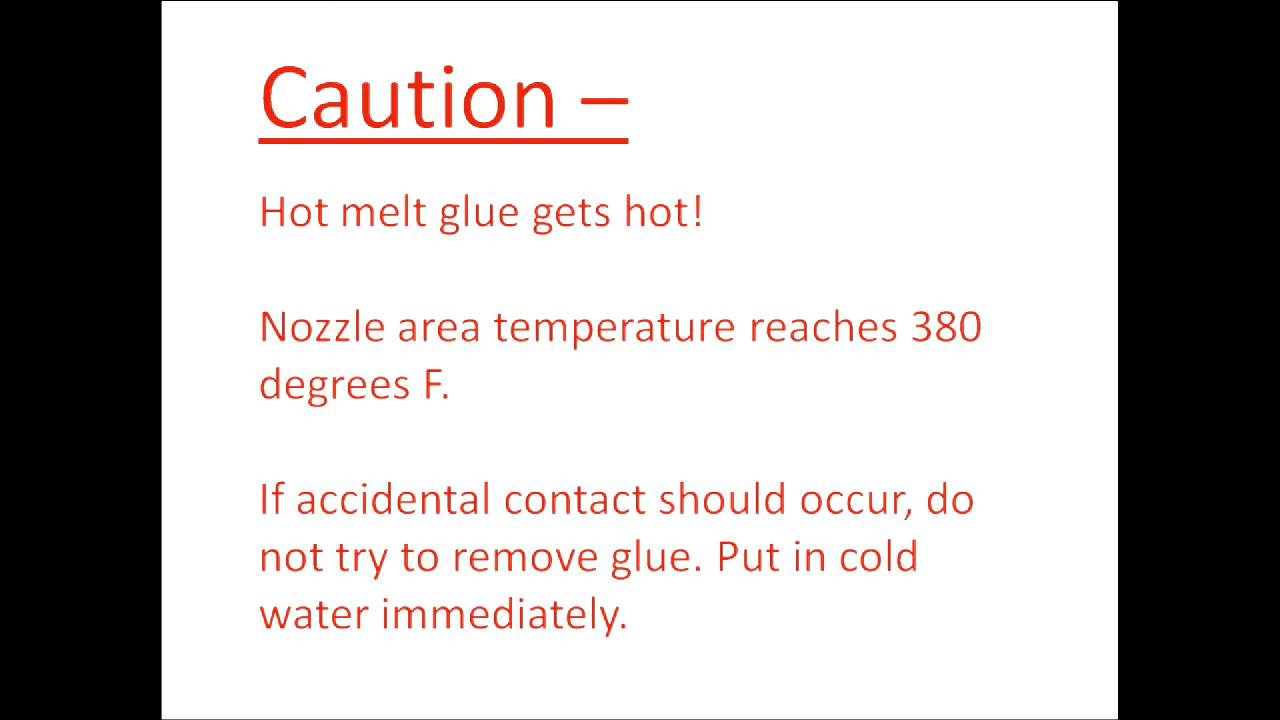 Caution –
Hot melt glue gets hot!
Nozzle area temperature reaches 380
degrees F.
If accidental contact should occur, do
not try to remove glue. Put in cold
water immediately.